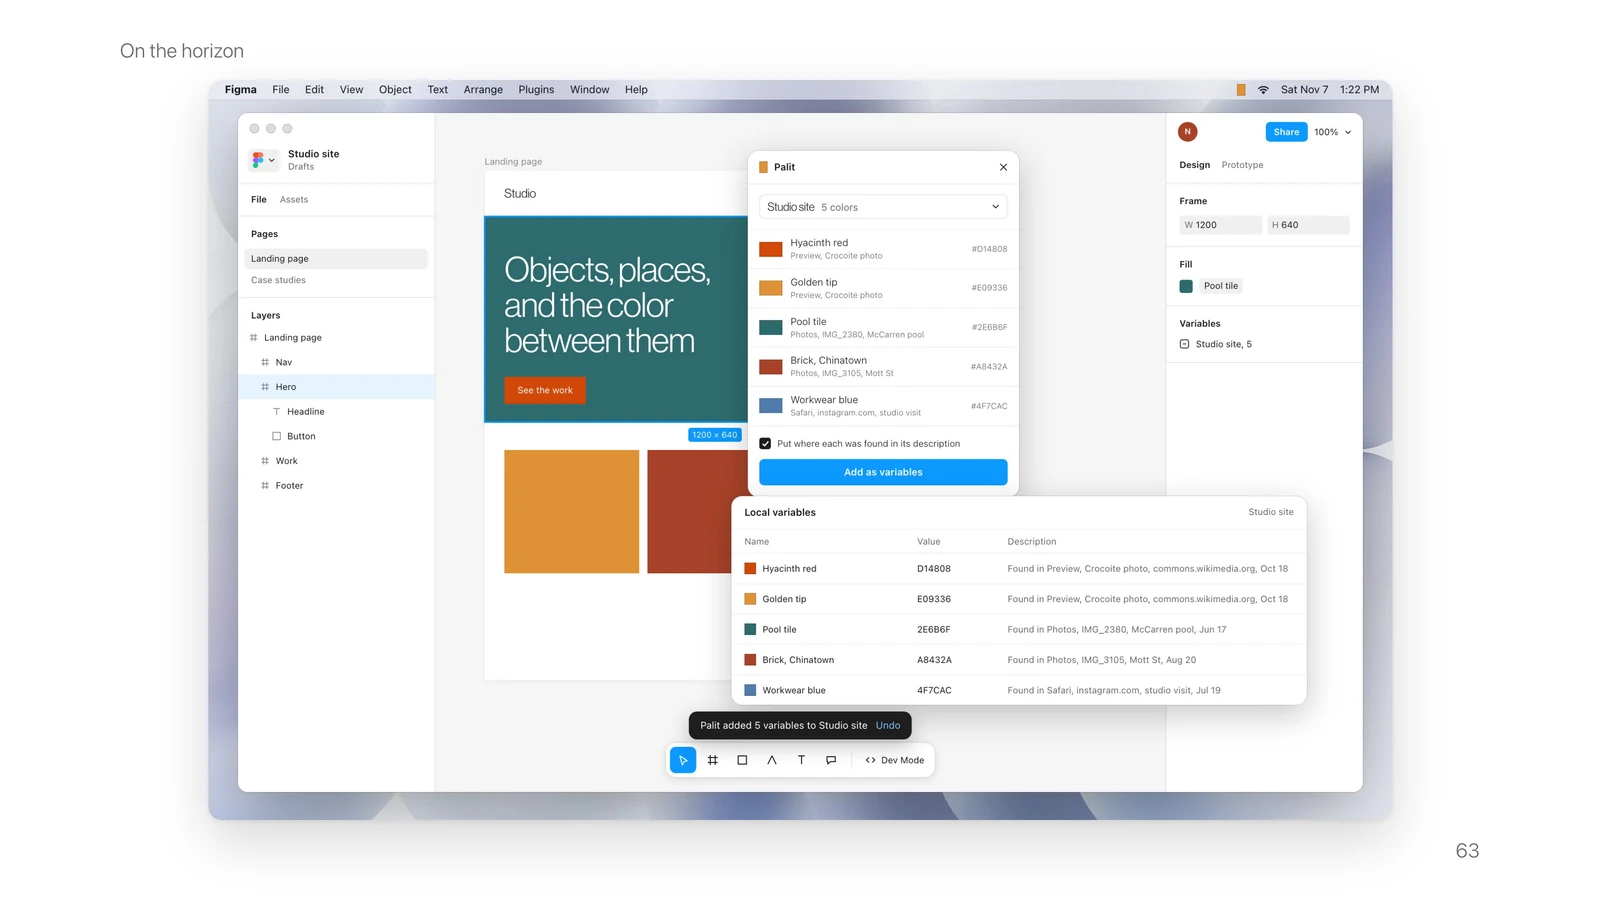 On the horizon
Figma File Edit View Object Text Arrange Plugins Window Help
Sat Nov 7 1:22 PM
Studio site
Drafts
File Assets
Pages
Landing page
Case studies
Layers
Landing page
Nav
Hero
Headline
Button
Work
Footer
Landing page
Studio
Objects, places,
and the color
between them
See the work
1200 × 640
Palit
Studio site 5 colors
Hyacinth red
Preview, Crocoite photo
#D14808
Golden tip
Preview, Crocoite photo
#E09336
Pool tile
Photos, IMG_2380, McCarren pool
#2E6B6F
Brick, Chinatown
Photos, IMG_3105, Mott St
#A8432A
Workwear blue
Safari, instagram.com, studio visit
#4F7CAC
Put where each was found in its description
Add as variables
Local variables Studio site
Name Value Description
Hyacinth red D14808 Found in Preview, Crocoite photo, commons.wikimedia.org, Oct 18
Golden tip E09336 Found in Preview, Crocoite photo, commons.wikimedia.org, Oct 18
Pool tile 2E6B6F Found in Photos, IMG_2380, McCarren pool, Jun 17
Brick, Chinatown A8432A Found in Photos, IMG_3105, Mott St, Aug 20
Workwear blue 4F7CAC Found in Safari, instagram.com, studio visit, Jul 19
Palit added 5 variables to Studio site Undo
Dev Mode
N Share 100%
Design Prototype
Frame
W 1200 H 640
Fill
Pool tile
Variables
Studio site, 5
63